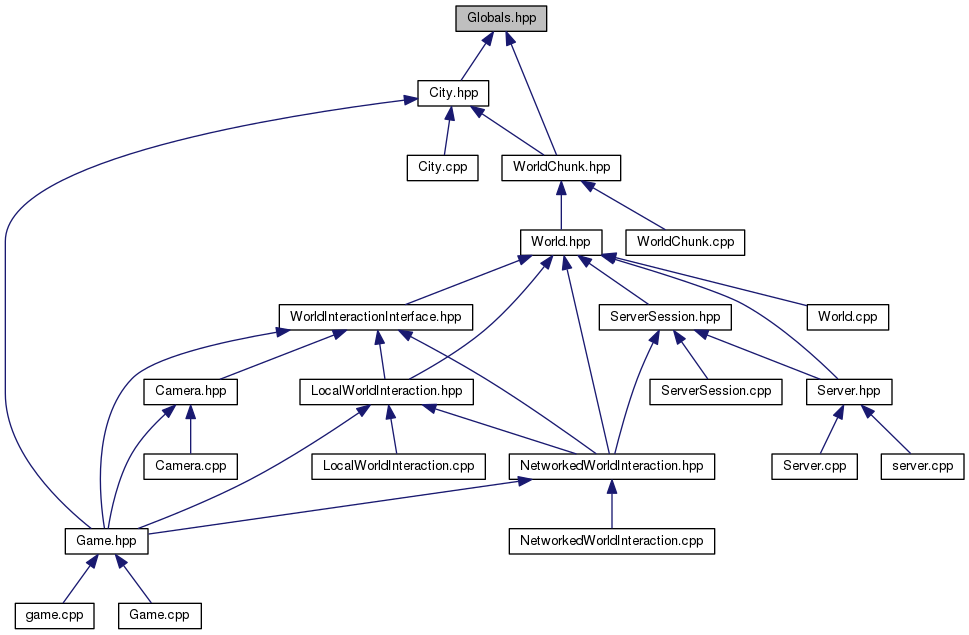 Globals.hpp
City.hpp
City.cpp
WorldChunk.hpp
World.hpp
WorldChunk.cpp
WorldInteractionInterface.hpp
ServerSession.hpp
World.cpp
Camera.hpp
LocalWorldInteraction.hpp
ServerSession.cpp
Server.hpp
Camera.cpp
LocalWorldInteraction.cpp
NetworkedWorldInteraction.hpp
Server.cpp
server.cpp
Game.hpp
NetworkedWorldInteraction.cpp
game.cpp
Game.cpp